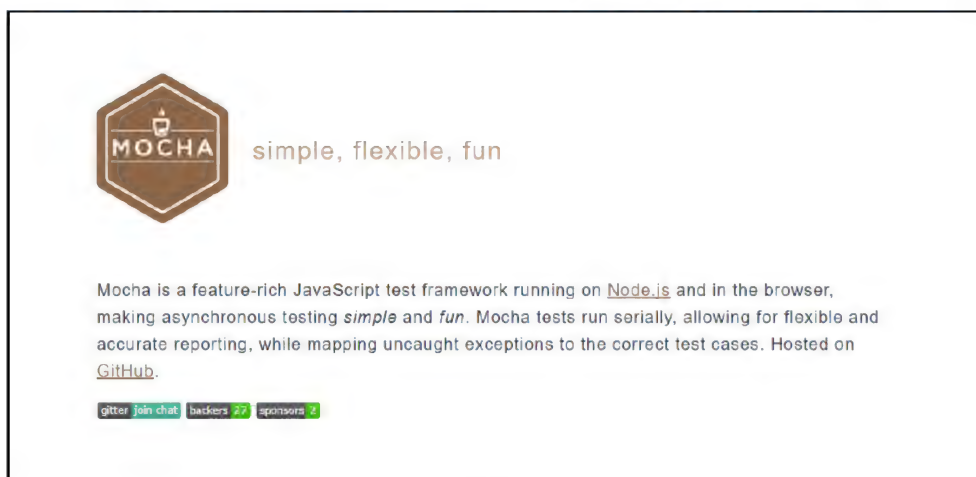 MOCHA
simple, flexible, fun
Mocha is a feature-rich JavaScript test framework running on Node.js and in the browser,
making asynchronous testing simple and fun. Mocha tests run serially, allowing for flexible and
accurate reporting, while mapping uncaught exceptions to the correct test cases. Hosted on
GitHub.
gitter join chat backers 27 sponsors 2